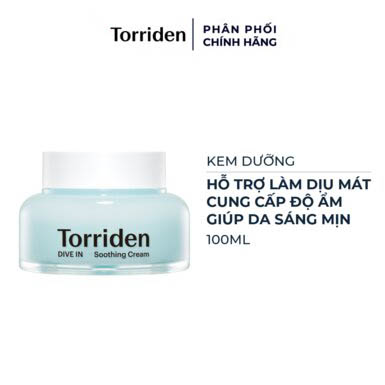 Torriden
PHÂN PHỐI
CHÍNH HÃNG
KEM DƯỠNG
HỖ TRỢ LÀM DỊU MÁT
CUNG CẤP ĐỘ ẨM
GIÚP DA SÁNG MỊN
100ML
Torriden
DIVE IN Soothing Cream